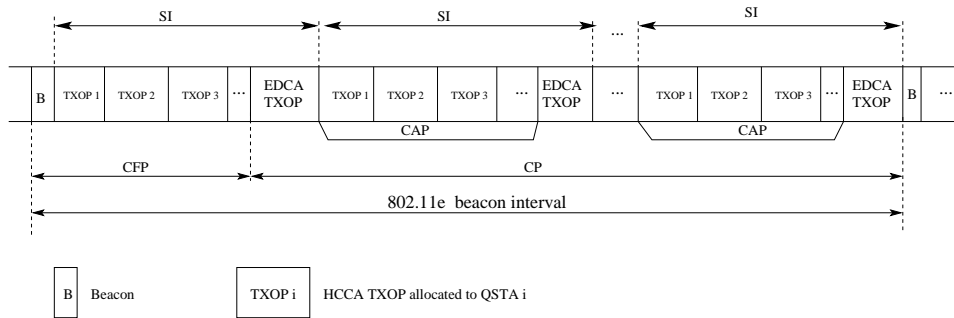 SI SI ... SI
B TXOP 1 TXOP 2 TXOP 3 ... EDCA TXOP TXOP 1 TXOP 2 TXOP 3 ... EDCA TXOP ... TXOP 1 TXOP 2 TXOP 3 ... EDCA TXOP B ...
CAP CAP
CFP CP
802.11e beacon interval
B Beacon TXOP i HCCA TXOP allocated to QSTA i